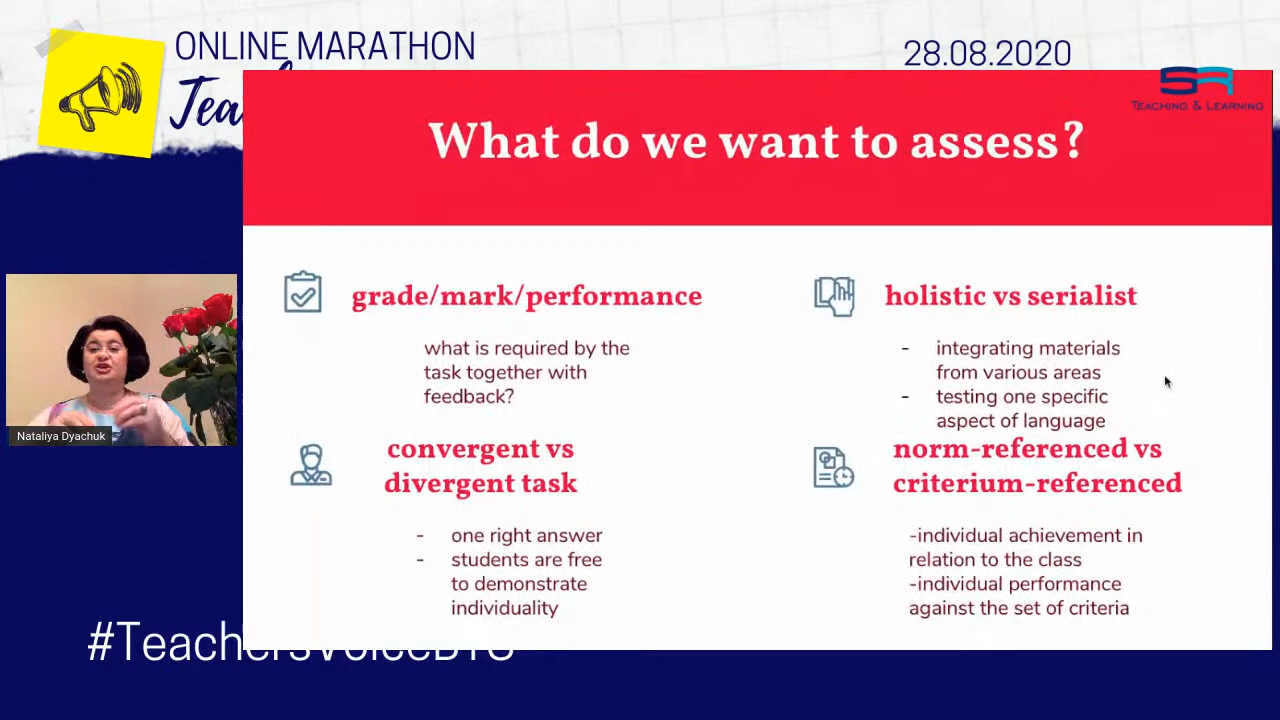 ONLINE MARATHON
28.08.2020
SR
TEACHING & LEARNING
What do we want to assess?
grade/mark/performance
what is required by the
task together with
feedback?
holistic vs serialist
- integrating materials
from various areas
- testing one specific
aspect of language
convergent vs
divergent task
- one right answer
- students are free
to demonstrate
individuality
norm-referenced vs
criterium-referenced
-individual achievement in
relation to the class
-individual performance
against the set of criteria
Nataliya Dyachuk